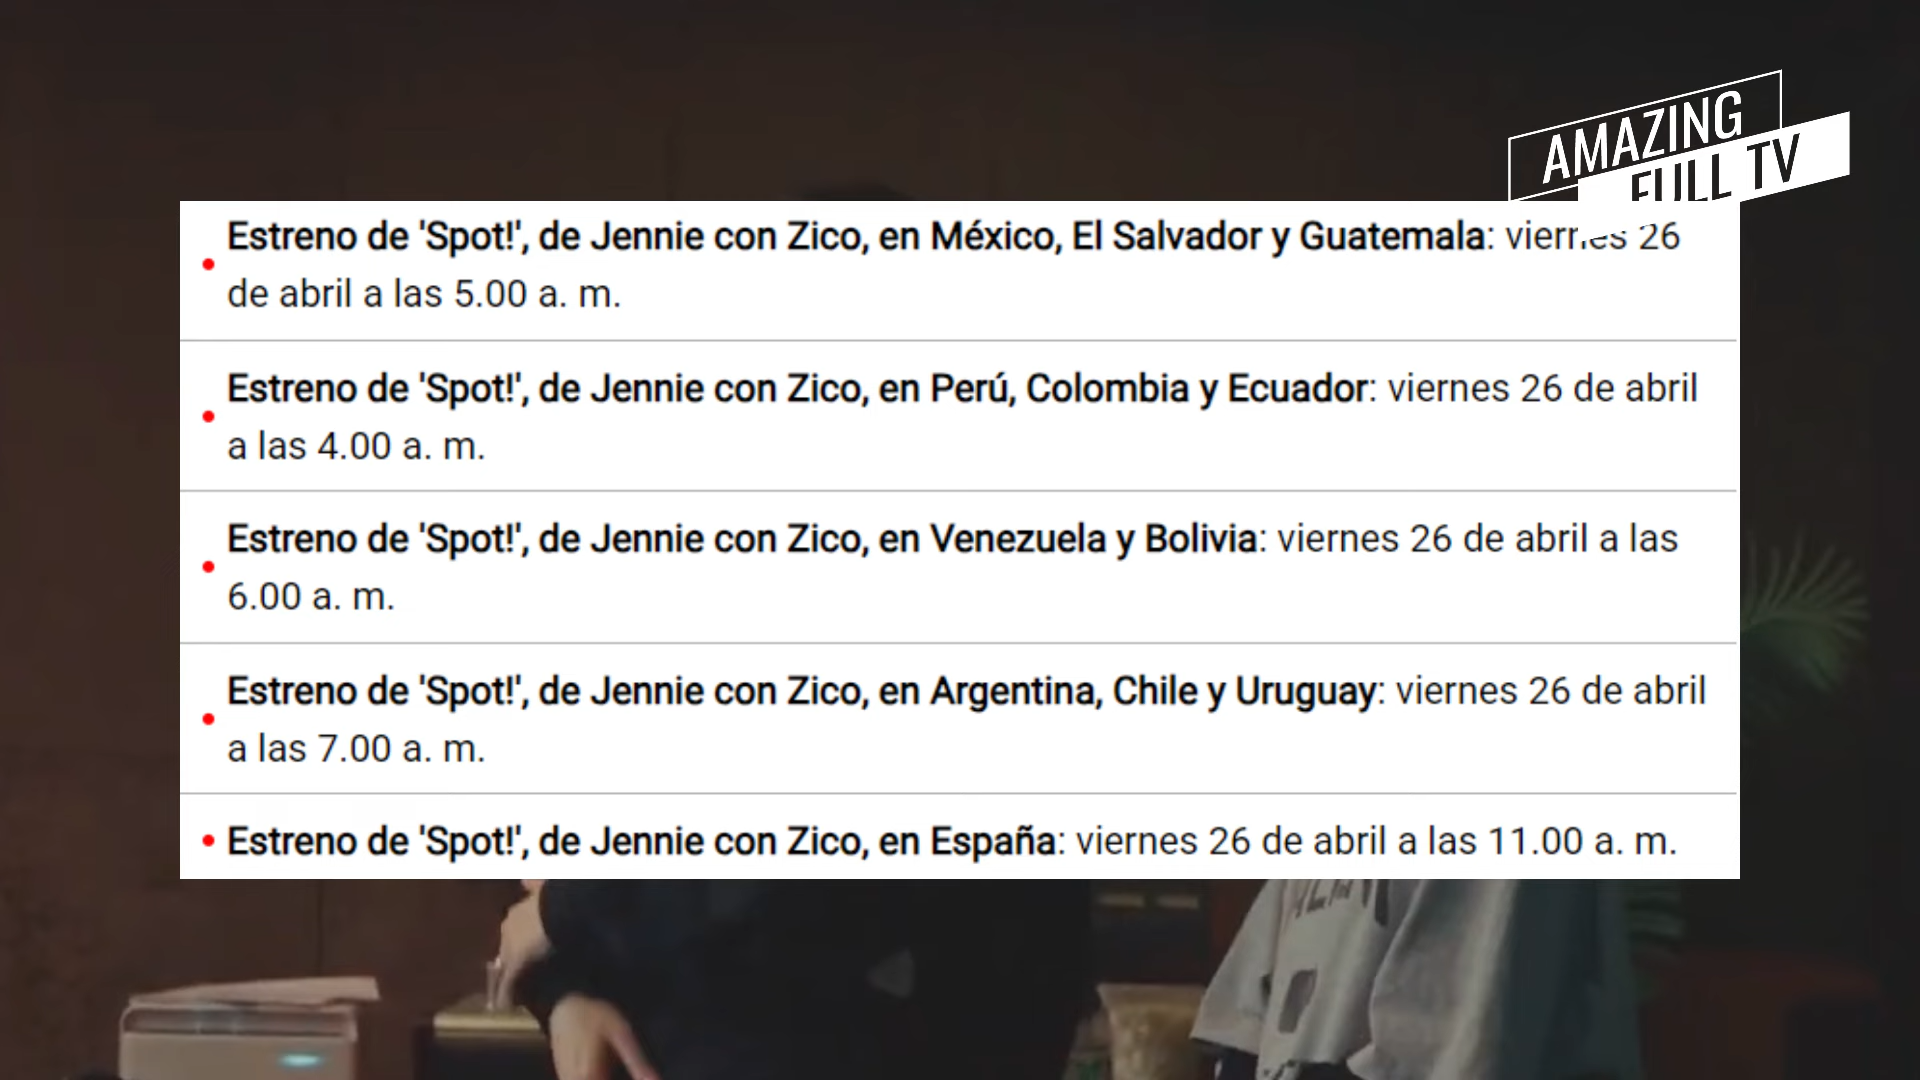 AMAZING
FULL TV
Estreno de 'Spot!', de Jennie con Zico, en México, El Salvador y Guatemala: viernes 26
de abril a las 5.00 a. m.
Estreno de 'Spot!', de Jennie con Zico, en Perú, Colombia y Ecuador: viernes 26 de abril
a las 4.00 a. m.
Estreno de 'Spot!', de Jennie con Zico, en Venezuela y Bolivia: viernes 26 de abril a las
6.00 a. m.
Estreno de 'Spot!', de Jennie con Zico, en Argentina, Chile y Uruguay: viernes 26 de abril
a las 7.00 a. m.
Estreno de 'Spot!', de Jennie con Zico, en España: viernes 26 de abril a las 11.00 a. m.